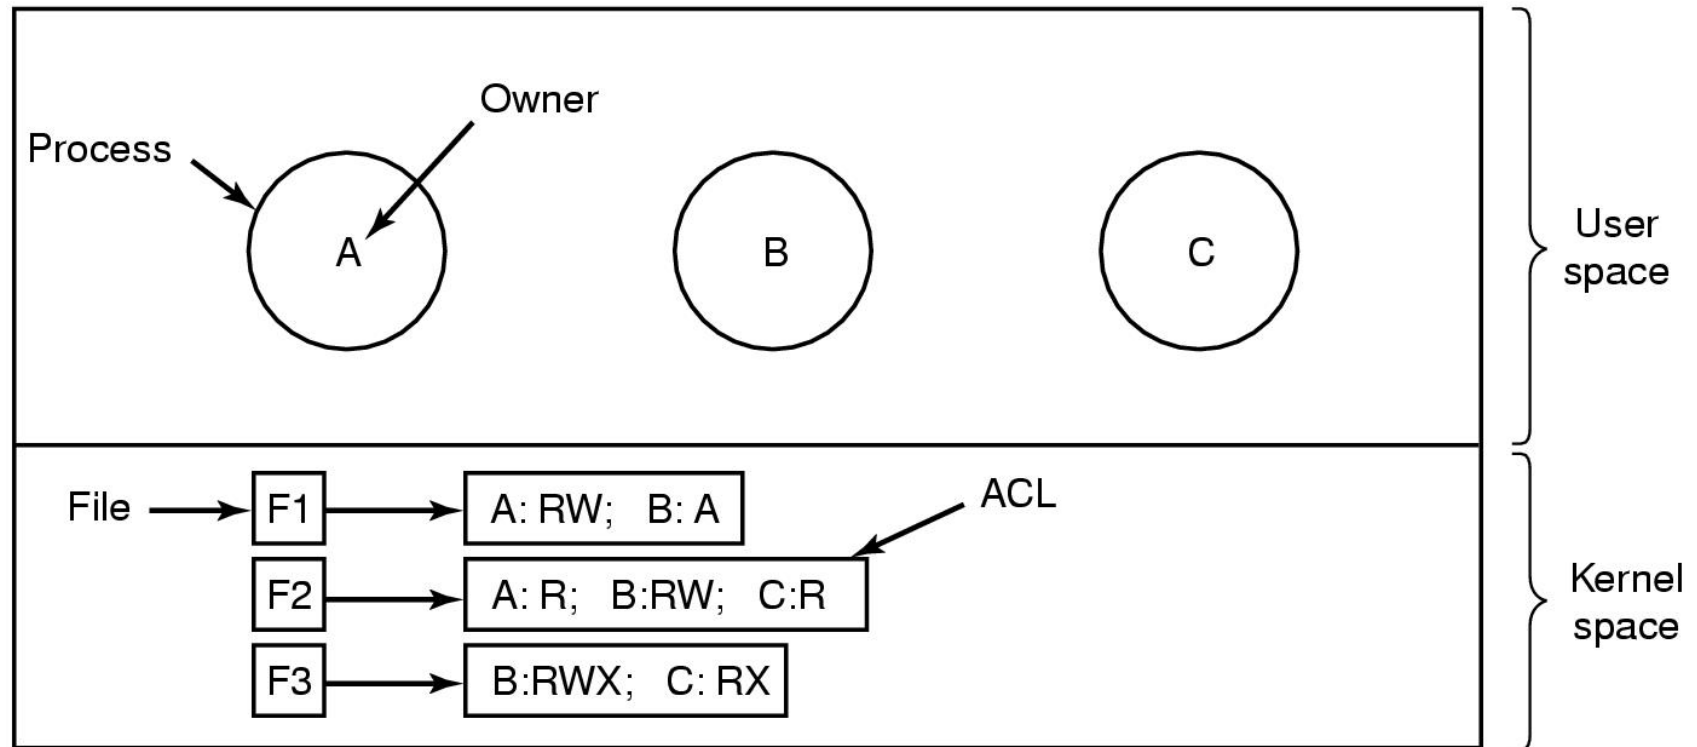 Owner
Process
A
B
C
User
space
File
F1
A: RW; B: A
ACL
F2
A: R; B:RW; C:R
Kernel
space
F3
B:RWX; C: RX